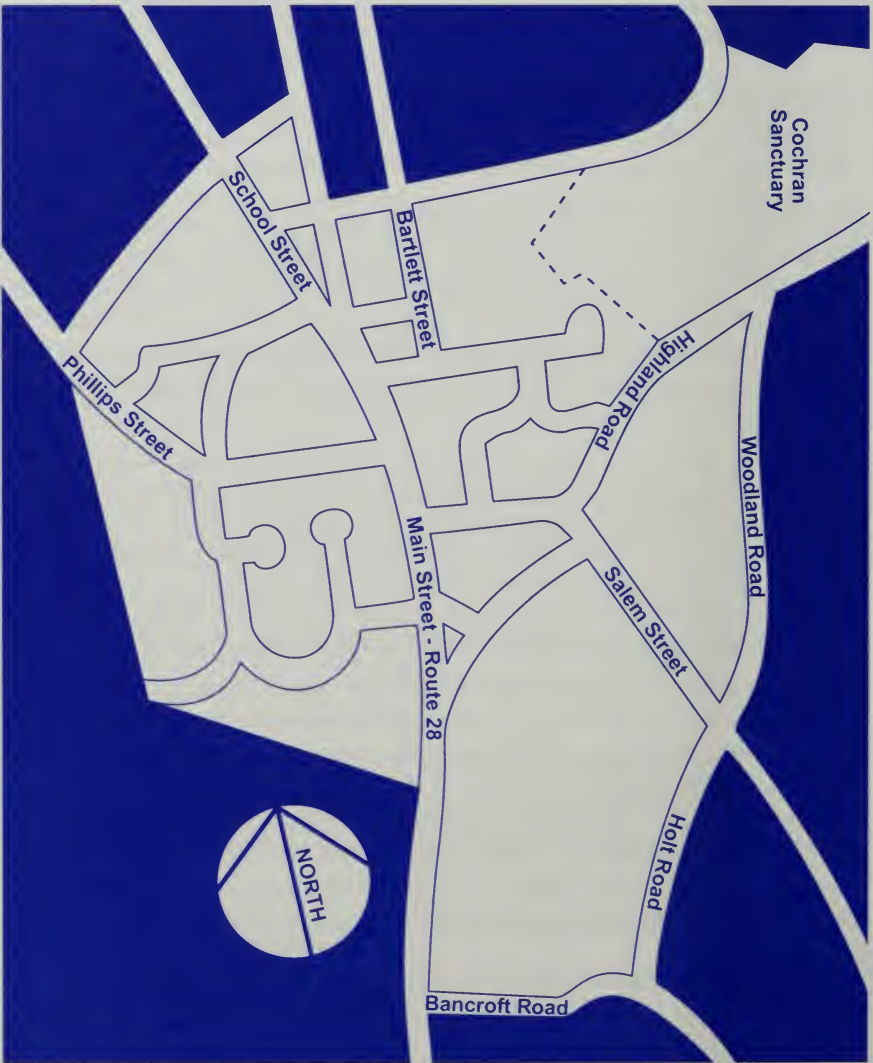 Cochran
Sanctuary
School Street
Bartlett Street
Highland Road
Phillips Street
Woodland Road
Main Street - Route 28
Salem Street
Holt Road
NORTH
Bancroft Road